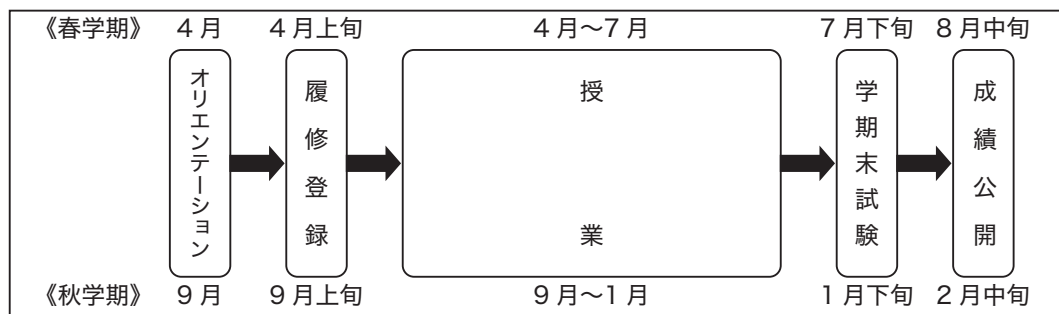 《春学期》 4月 4月上旬 4月〜7月 7月下旬 8月中旬
オリエンテーション
履修登録
授業
学期末試験
成績公開
《秋学期》 9月 9月上旬 9月〜1月 1月下旬 2月中旬